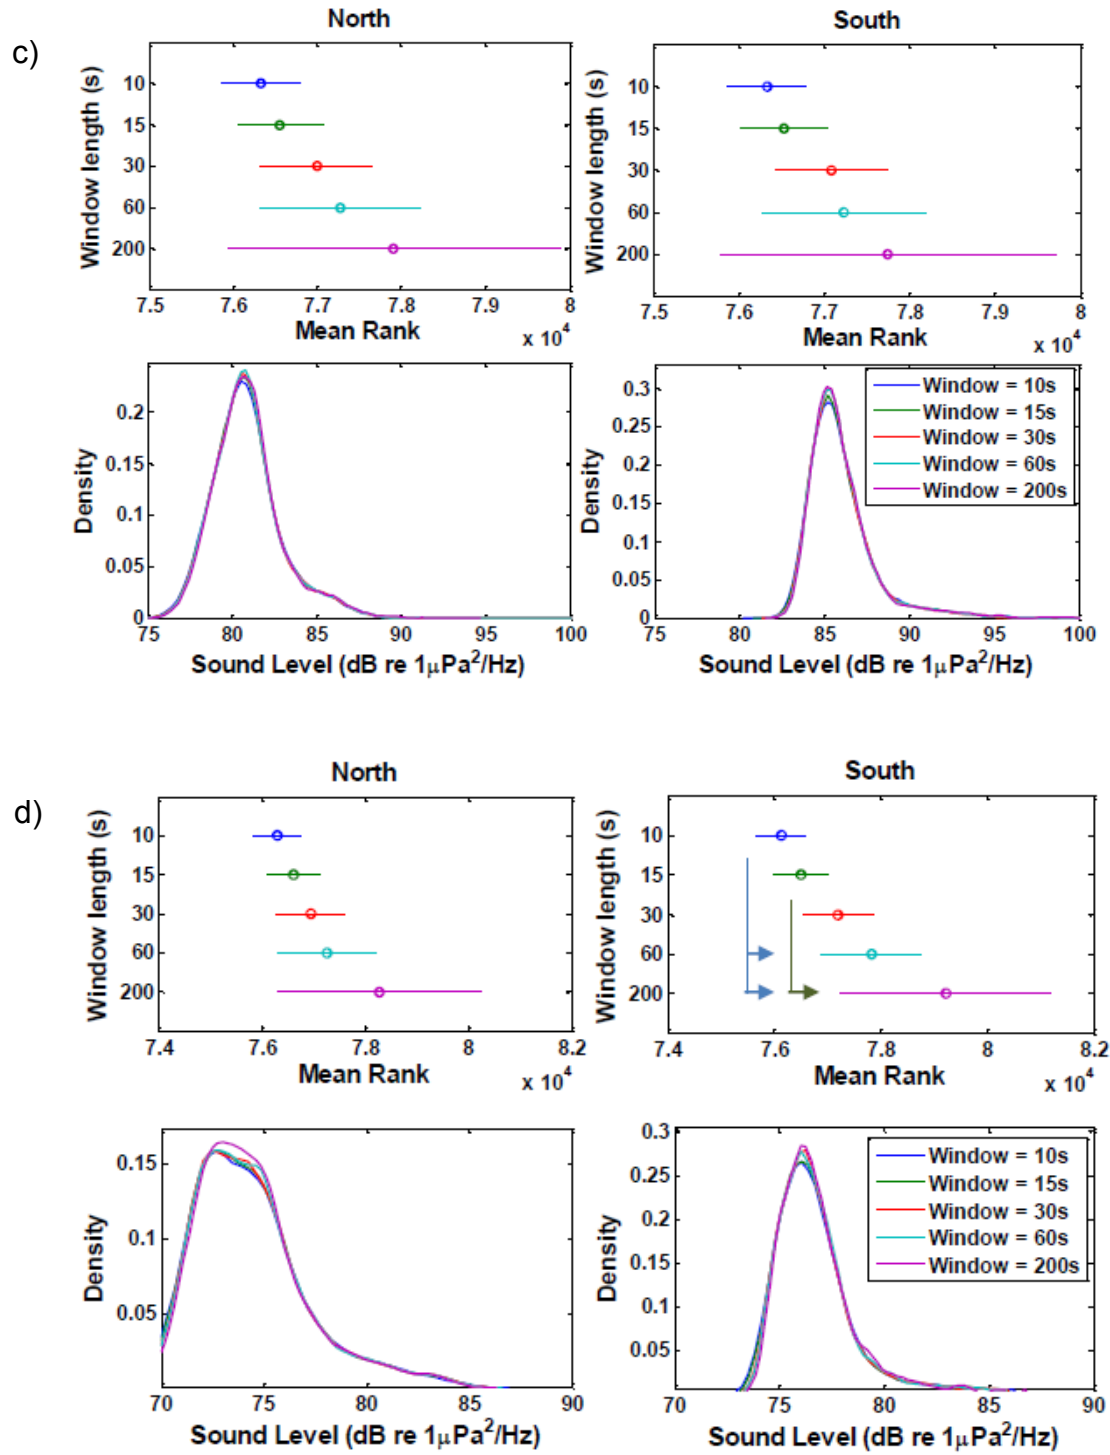 c)
North
Window length (s)
10
15
30
60
200
7.5 7.6 7.7 7.8 7.9 8
Mean Rank
x 10⁴
South
Window length (s)
10
15
30
60
200
7.5 7.6 7.7 7.8 7.9 8
Mean Rank
x 10⁴
Density
0.2
0.15
0.1
0.05
0
75 80 85 90 95 100
Sound Level (dB re 1μPa²/Hz)
Density
0.3
0.25
0.2
0.15
0.1
0.05
0
Window = 10s
Window = 15s
Window = 30s
Window = 60s
Window = 200s
75 80 85 90 95 100
Sound Level (dB re 1μPa²/Hz)
d)
North
Window length (s)
10
15
30
60
200
7.4 7.6 7.8 8 8.2
Mean Rank
x 10⁴
South
Window length (s)
10
15
30
60
200
7.4 7.6 7.8 8 8.2
Mean Rank
x 10⁴
Density
0.15
0.1
0.05
70 75 80 85 90
Sound Level (dB re 1μPa²/Hz)
Density
0.3
0.25
0.2
0.15
0.1
0.05
Window = 10s
Window = 15s
Window = 30s
Window = 60s
Window = 200s
70 75 80 85 90
Sound Level (dB re 1μPa²/Hz)